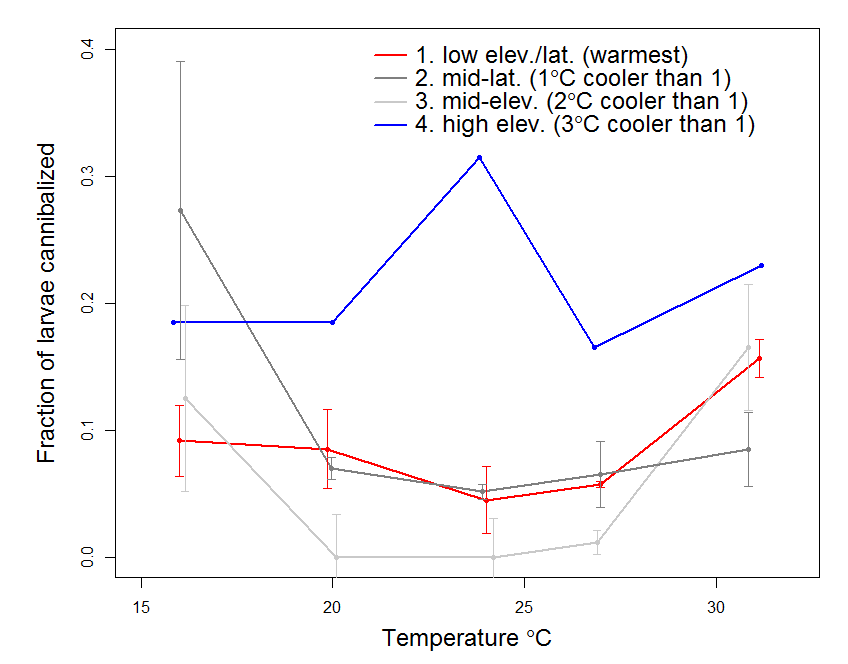 0.4
0.3
0.2
0.1
0.0
Fraction of larvae cannibalized
1. low elev./lat. (warmest)
2. mid-lat. (1°C cooler than 1)
3. mid-elev. (2°C cooler than 1)
4. high elev. (3°C cooler than 1)
15 20 25 30
Temperature °C